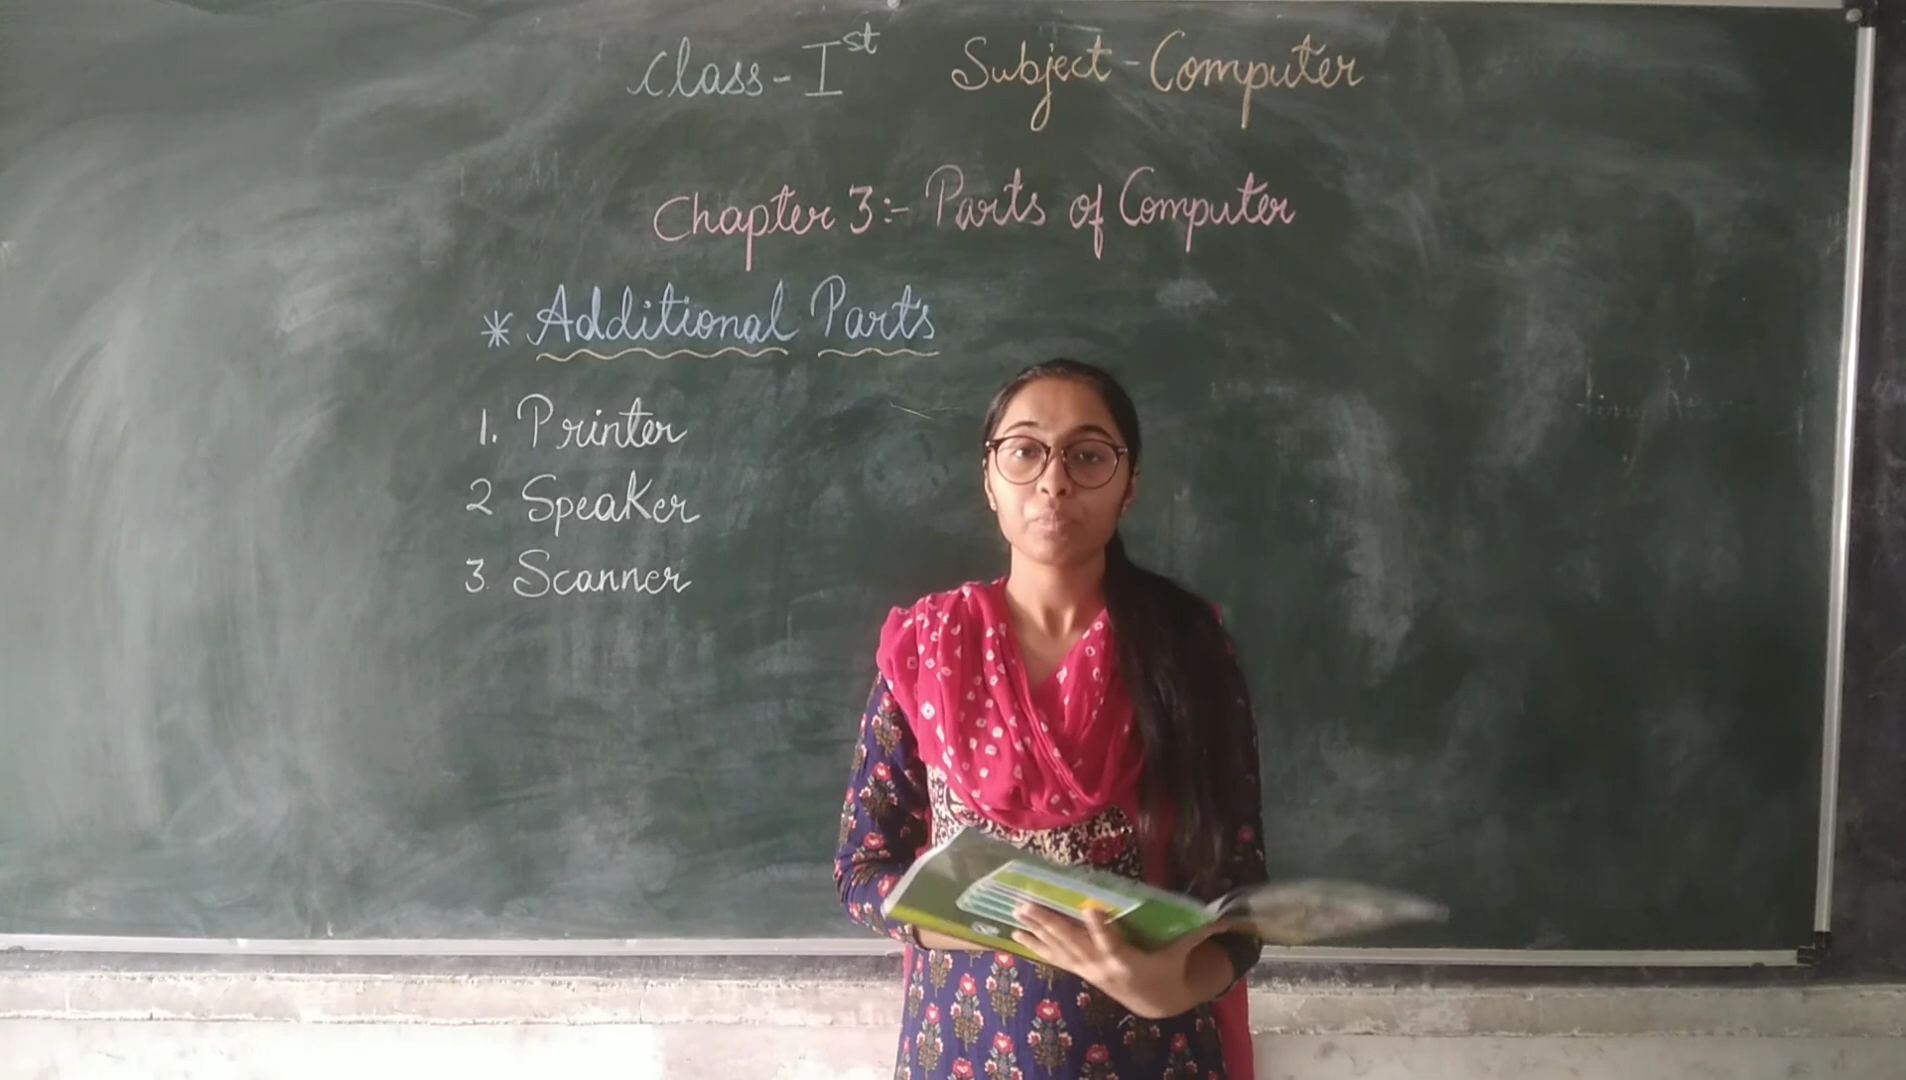 Class-Ist Subject-Computer
Chapter 3:- Parts of Computer
* Additional Parts
1. Printer
2 Speaker
3. Scanner